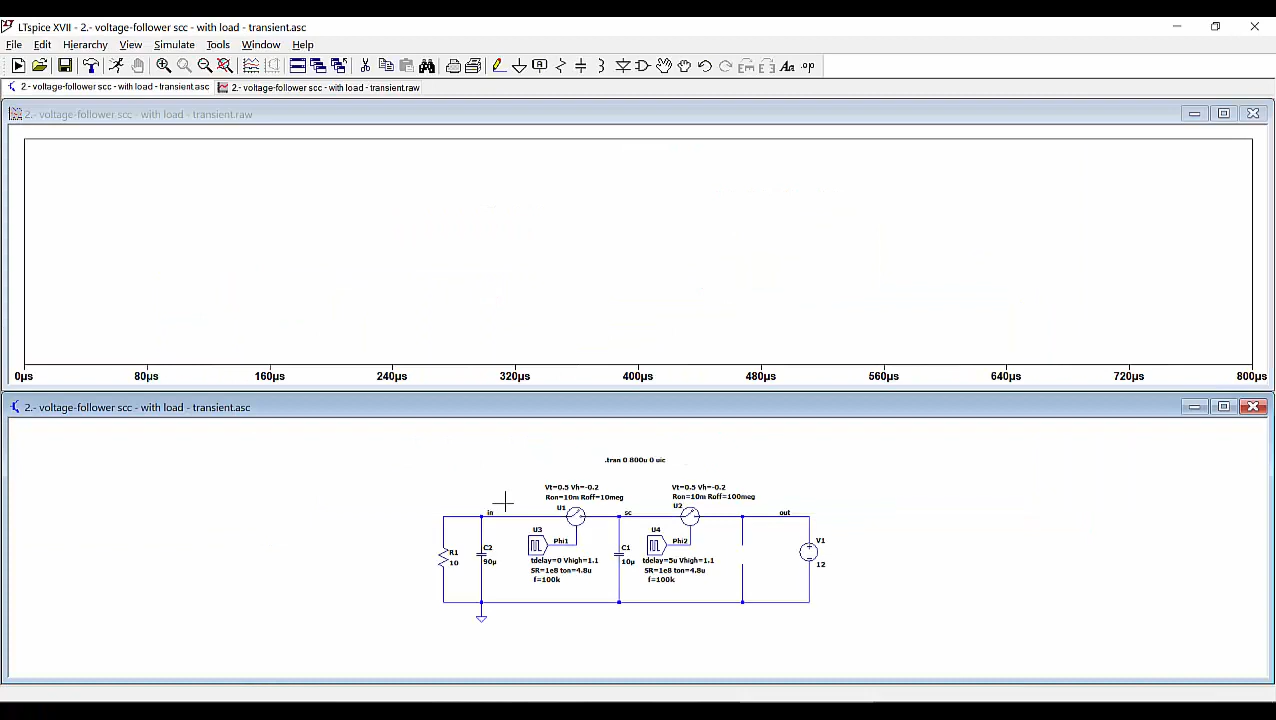 LTspice XVII - 2.- voltage-follower scc - with load - transient.asc
File Edit Hierarchy View Simulate Tools Window Help
2.- voltage-follower scc - with load - transient.asc 2.- voltage-follower scc - with load - transient.raw
2.- voltage-follower scc - with load - transient.raw
0µs 80µs 160µs 240µs 320µs 400µs 480µs 560µs 640µs 720µs 800µs
2.- voltage-follower scc - with load - transient.asc
.tran 0 800u 0 uic
Vt=0.5 Vh=-0.2 Vt=0.5 Vh=-0.2
Ron=10m Roff=10meg Ron=10m Roff=100meg
in U1 sc U2 out
U3 Phi1 U4 Phi2 V1
R1 C2 C1
10 90µ 10µ 12
tdelay=0 Vhigh=1.1 tdelay=5u Vhigh=1.1
SR=1e8 ton=4.8u SR=1e8 ton=4.8u
f=100k f=100k